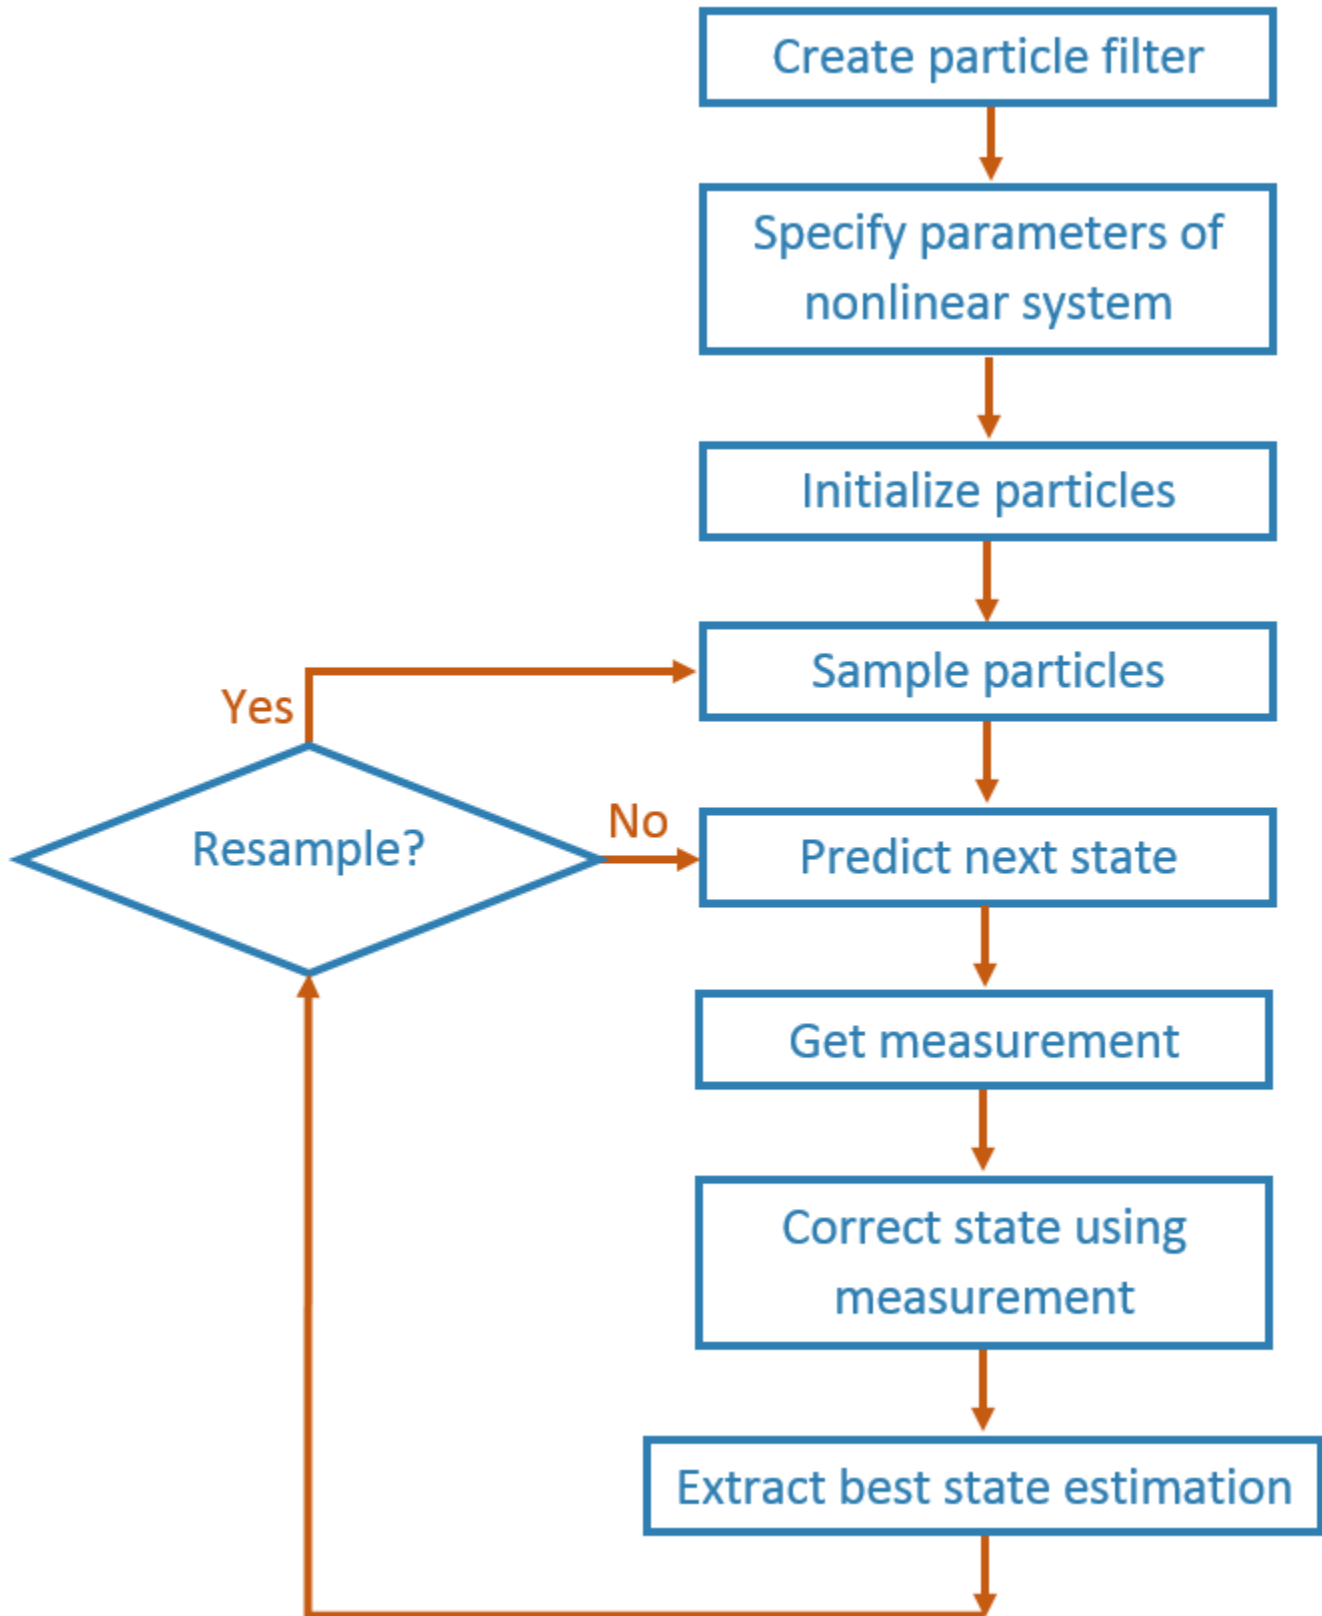 Create particle filter
Specify parameters of
nonlinear system
Initialize particles
Sample particles
Yes
Resample?
No
Predict next state
Get measurement
Correct state using
measurement
Extract best state estimation